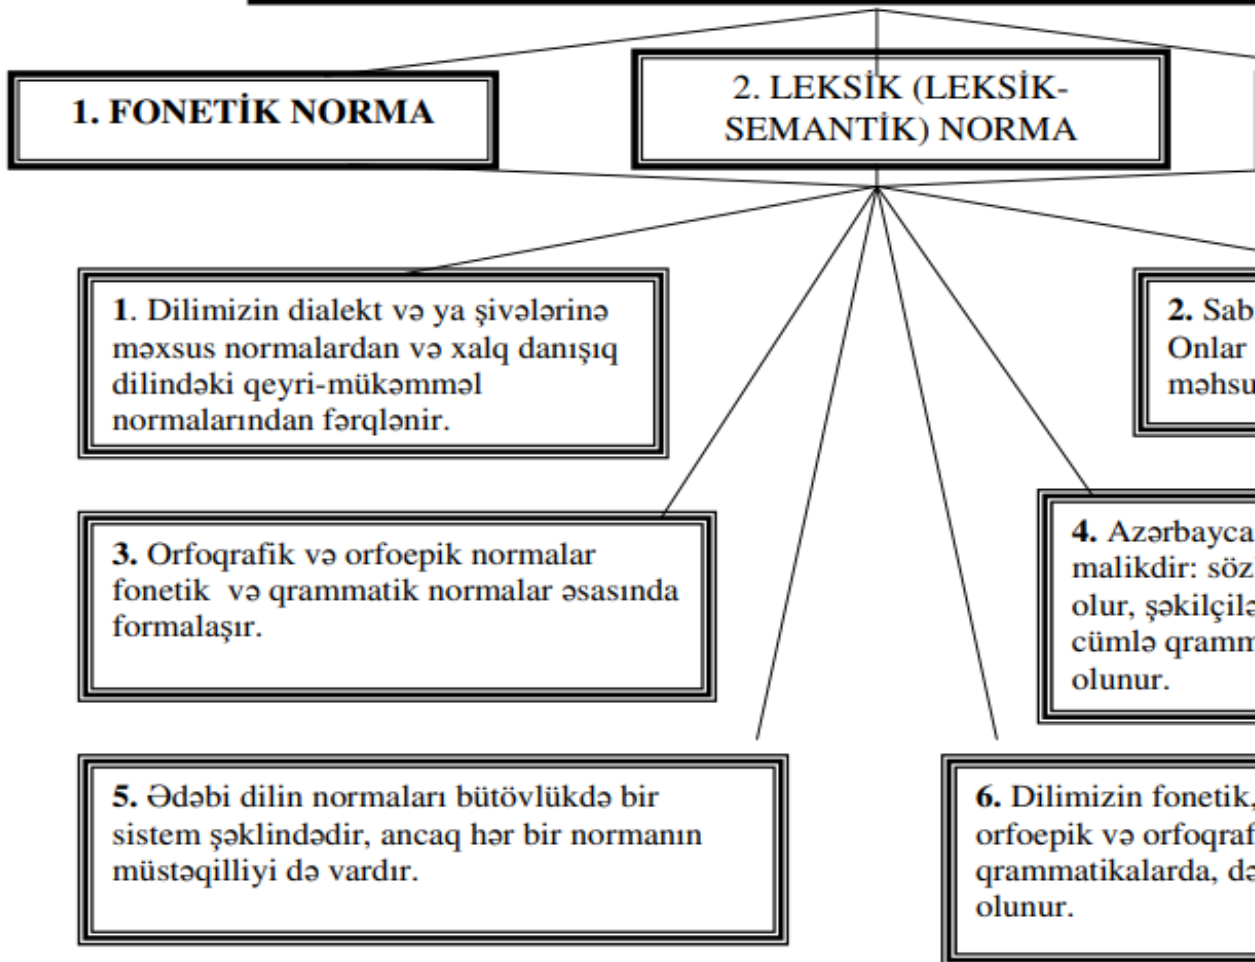 1. FONETİK NORMA
2. LEKSİK (LEKSİK-
SEMANTİK) NORMA
1. Dilimizin dialekt və ya şivələrinə
məxsus normalardan və xalq danışıq
dilindəki qeyri-mükəmməl
normalarından fərqlənir.
2. Sab
Onlar
məhsu
3. Orfoqrafik və orfoepik normalar
fonetik və qrammatik normalar əsasında
formalaşır.
4. Azərbayca
malikdir: söz
olur, şəkilçilə
cümlə qramm
olunur.
5. Ədəbi dilin normaları bütövlükdə bir
sistem şəklindədir, ancaq hər bir normanın
müstəqilliyi də vardır.
6. Dilimizin fonetik,
orfoepik və orfoqraf
qrammatikalarda, də
olunur.